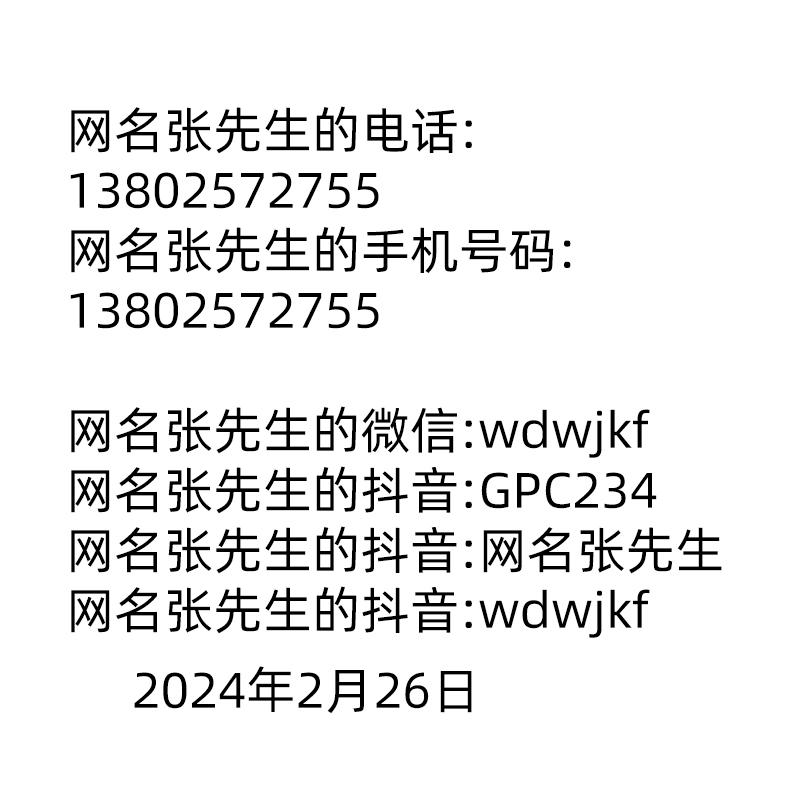 网名张先生的电话:
13802572755
网名张先生的手机号码:
13802572755
网名张先生的微信:wdwjkf
网名张先生的抖音:GPC234
网名张先生的抖音:网名张先生
网名张先生的抖音:wdwjkf
2024年2月26日